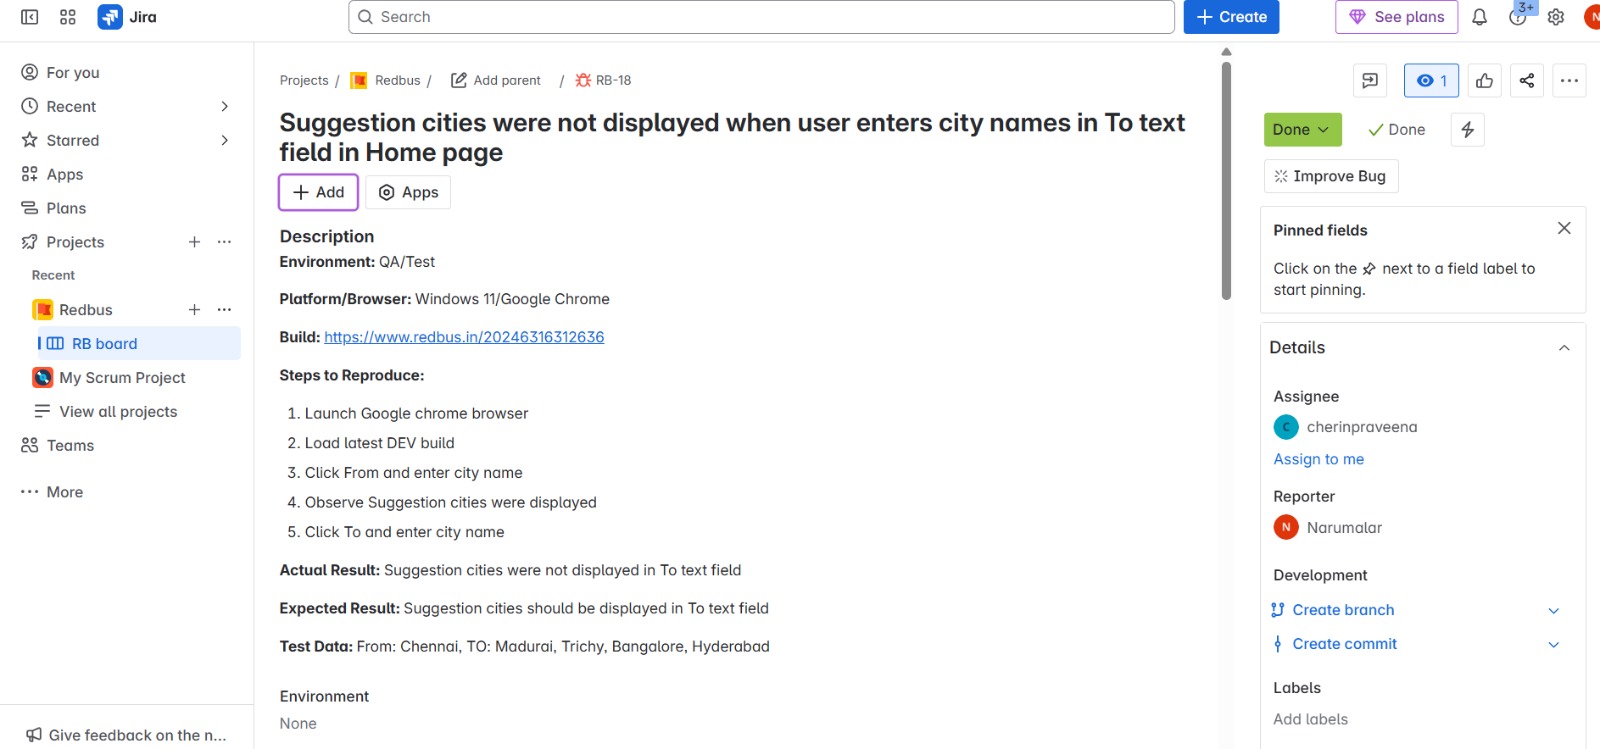 Jira
Search
Create
See plans
3+
N
For you
Recent
Starred
Apps
Plans
Projects
Recent
Redbus
RB board
My Scrum Project
View all projects
Teams
More
Give feedback on the n...
Projects / Redbus / Add parent / RB-18
Suggestion cities were not displayed when user enters city names in To text
field in Home page
Add
Apps
Description
Environment: QA/Test
Platform/Browser: Windows 11/Google Chrome
Build: https://www.redbus.in/20246316312636
Steps to Reproduce:
1. Launch Google chrome browser
2. Load latest DEV build
3. Click From and enter city name
4. Observe Suggestion cities were displayed
5. Click To and enter city name
Actual Result: Suggestion cities were not displayed in To text field
Expected Result: Suggestion cities should be displayed in To text field
Test Data: From: Chennai, TO: Madurai, Trichy, Bangalore, Hyderabad
Environment
None
1
Done
Done
Improve Bug
Pinned fields
Click on the next to a field label to
start pinning.
Details
Assignee
C cherinpraveena
Assign to me
Reporter
N Narumalar
Development
Create branch
Create commit
Labels
Add labels